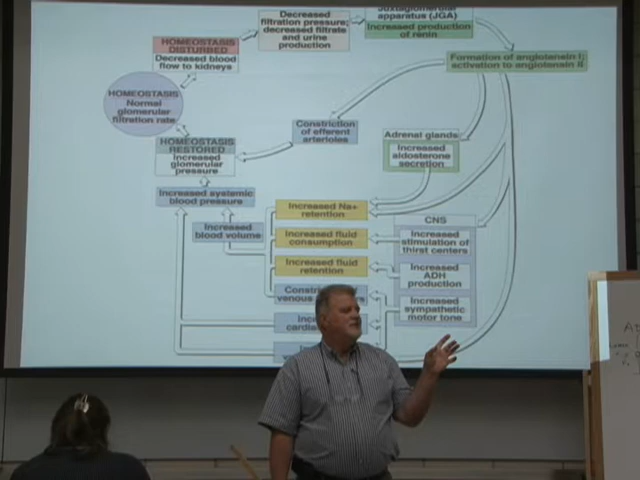 Decreased
filtration pressure;
decreased filtrate
and urine
production
Juxtaglomerular
apparatus (JGA)
Increased production
of renin
HOMEOSTASIS
DISTURBED
Decreased blood
flow to kidneys
Formation of angiotensin I;
activation to angiotensin II
HOMEOSTASIS
Normal
glomerular
filtration rate
Constriction
of efferent
arterioles
Adrenal glands:
Increased
aldosterone
secretion
HOMEOSTASIS
RESTORED
Increased
glomerular
pressure
Increased systemic
blood pressure
Increased
blood volume
Increased Na+
retention
Increased fluid
consumption
Increased fluid
retention
CNS
Increased
stimulation of
thirst centers
Increased
ADH
production
Increased
sympathetic
motor tone
venous